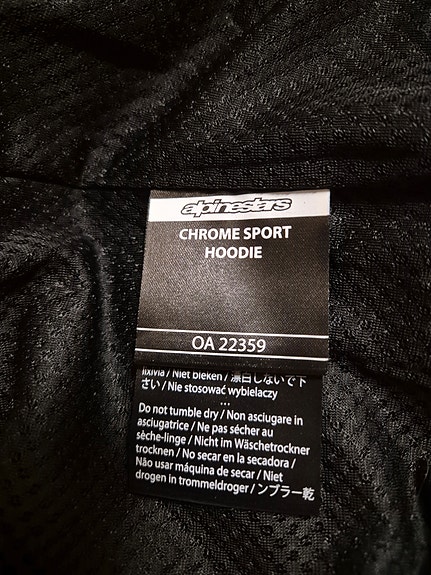 alpinestars
CHROME SPORT
HOODIE
OA 22359
lixivia / Niet bleken / 漂白しないで下
さい / Nie stosować wybielaczy
...
Do not tumble dry / Non asciugare in
asciugatrice / Ne pas sécher au
sèche-linge / Nicht im Wäschetrockner
trocknen / No secar en la secadora /
Não usar máquina de secar / Niet
drogen in trommeldroger / ンブラー乾